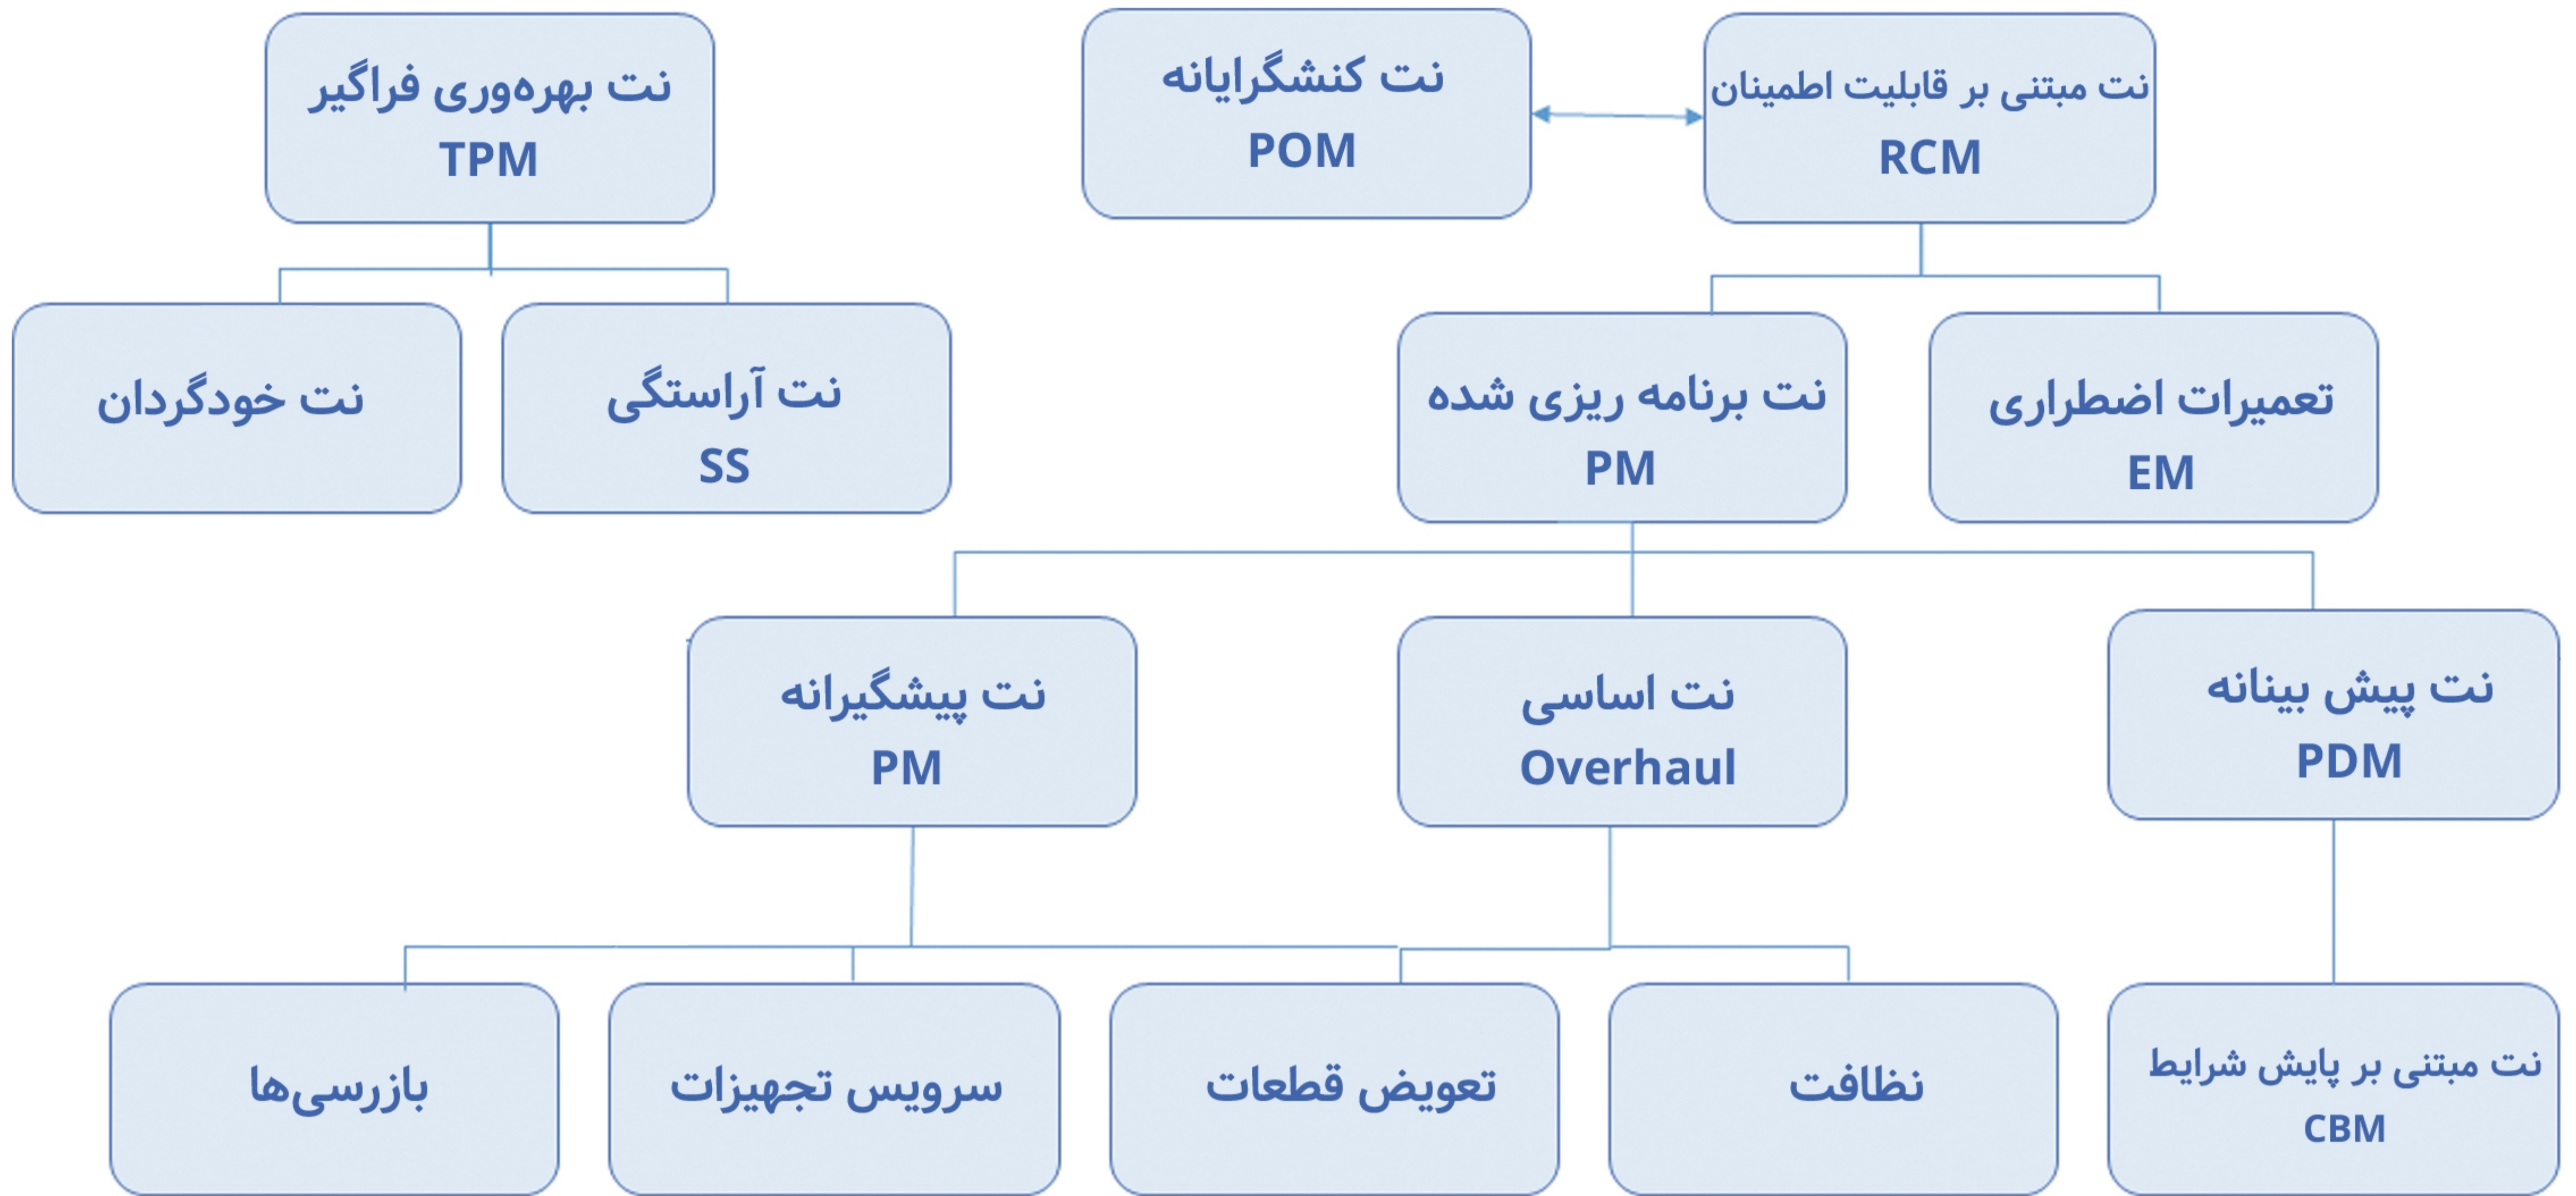 نت مبتنی بر قابلیت اطمینان
RCM
نت کنشگرایانه
POM
نت بهره‌وری فراگیر
TPM
تعمیرات اضطراری
EM
نت برنامه ریزی شده
PM
نت آراستگی
SS
نت خودگردان
نت پیش بینانه
PDM
نت اساسی
Overhaul
نت پیشگیرانه
PM
نت مبتنی بر پایش شرایط
CBM
نظافت
تعویض قطعات
سرویس تجهیزات
بازرسی‌ها